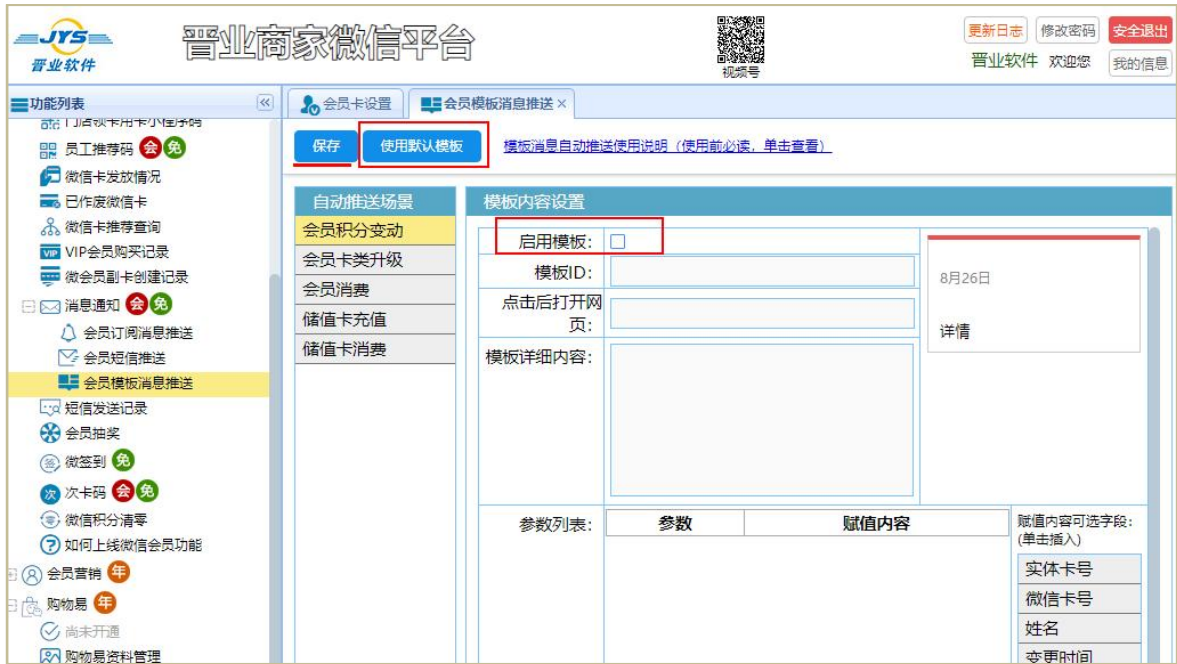 JYS
晋业软件
晋业商家微信平台
视频号
更新日志 修改密码 安全退出
晋业软件 欢迎您 我的信息
功能列表
会员卡设置 会员模板消息推送 ×
门店领卡用卡小程序码
员工推荐码 会 免
微信卡发放情况
已作废微信卡
微信卡推荐查询
VIP VIP会员购买记录
微会员副卡创建记录
消息通知 会 免
会员订阅消息推送
会员短信推送
会员模板消息推送
短信发送记录
会员抽奖
签 微签到 免
次 次卡码 会 免
零 微信积分清零
如何上线微信会员功能
会员营销 年
购物易 年
尚未开通
购物易资料管理
保存 使用默认模板 模板消息自动推送使用说明（使用前必读，单击查看）
自动推送场景
会员积分变动
会员卡类升级
会员消费
储值卡充值
储值卡消费
模板内容设置
启用模板:
模板ID:
点击后打开网
页:
模板详细内容:
8月26日
详情
参数列表: 参数 赋值内容
赋值内容可选字段:
(单击插入)
实体卡号
微信卡号
姓名
变更时间